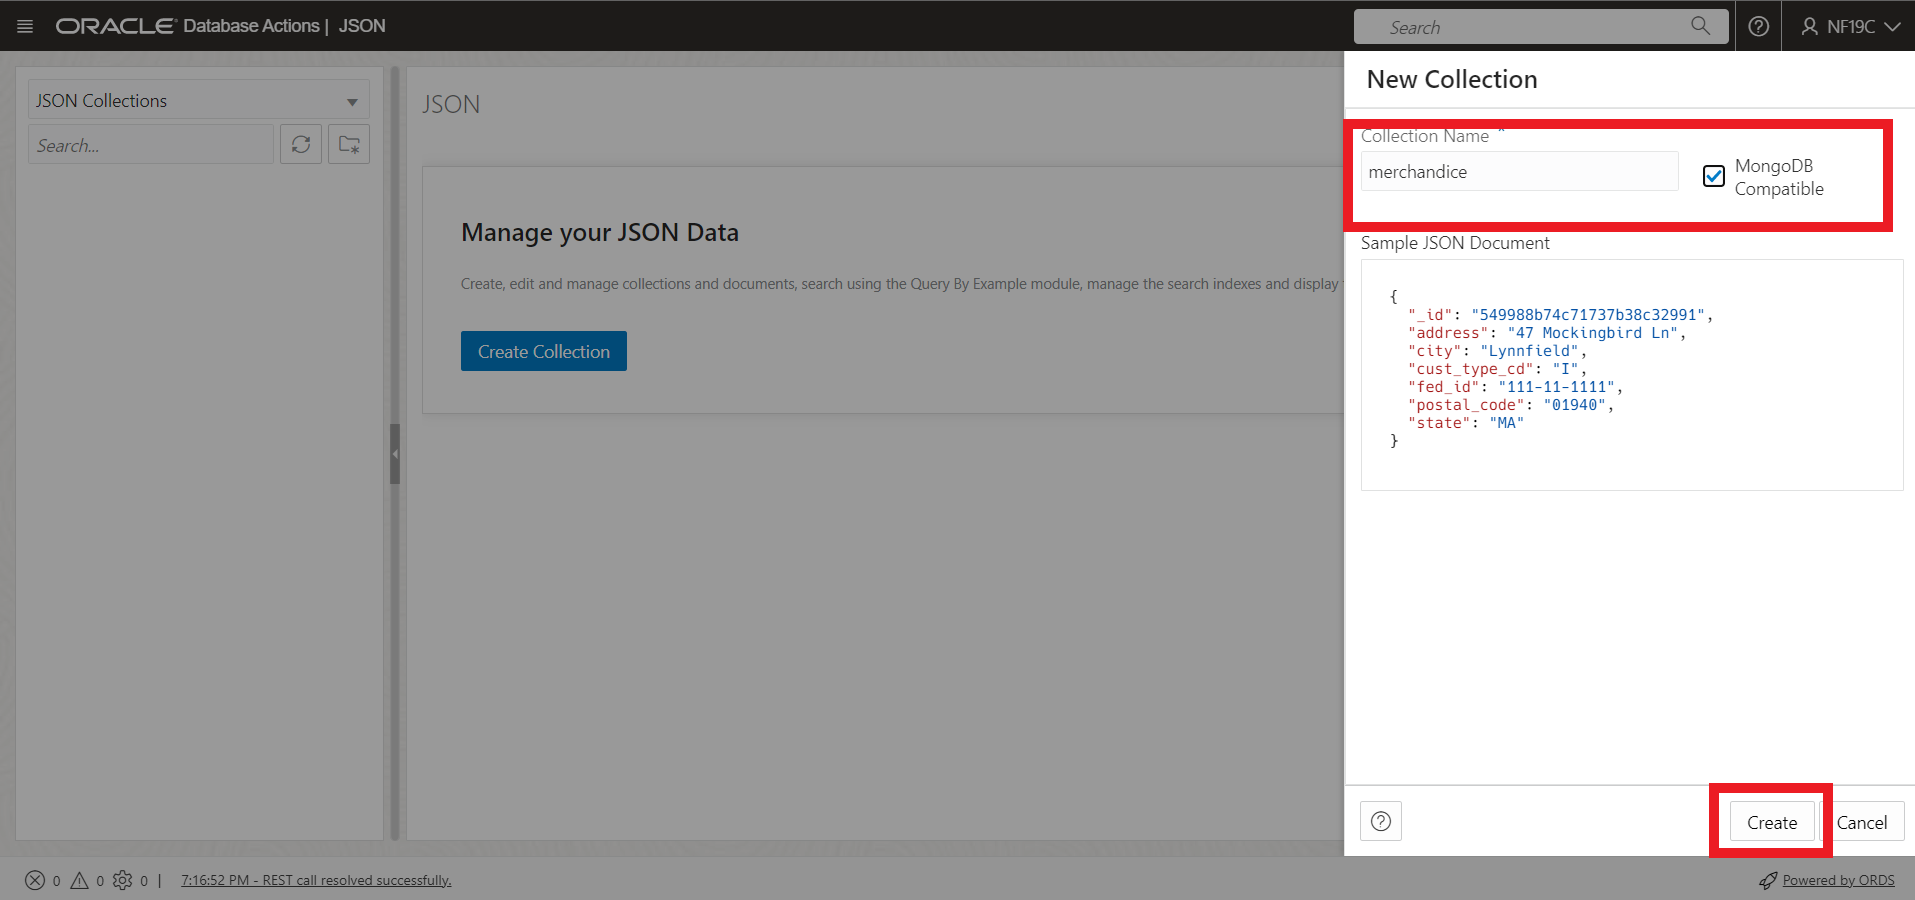 ORACLE Database Actions | JSON
Search
NF19C
JSON Collections
Search...
JSON
Manage your JSON Data
Create, edit and manage collections and documents, search using the Query By Example module, manage the search indexes and display
Create Collection
New Collection
Collection Name *
merchandice
MongoDB
Compatible
Sample JSON Document
{
"_id": "549988b74c71737b38c32991",
"address": "47 Mockingbird Ln",
"city": "Lynnfield",
"cust_type_cd": "I",
"fed_id": "111-11-1111",
"postal_code": "01940",
"state": "MA"
}
Create
Cancel
0 0 0 | 7:16:52 PM - REST call resolved successfully.
Powered by ORDS